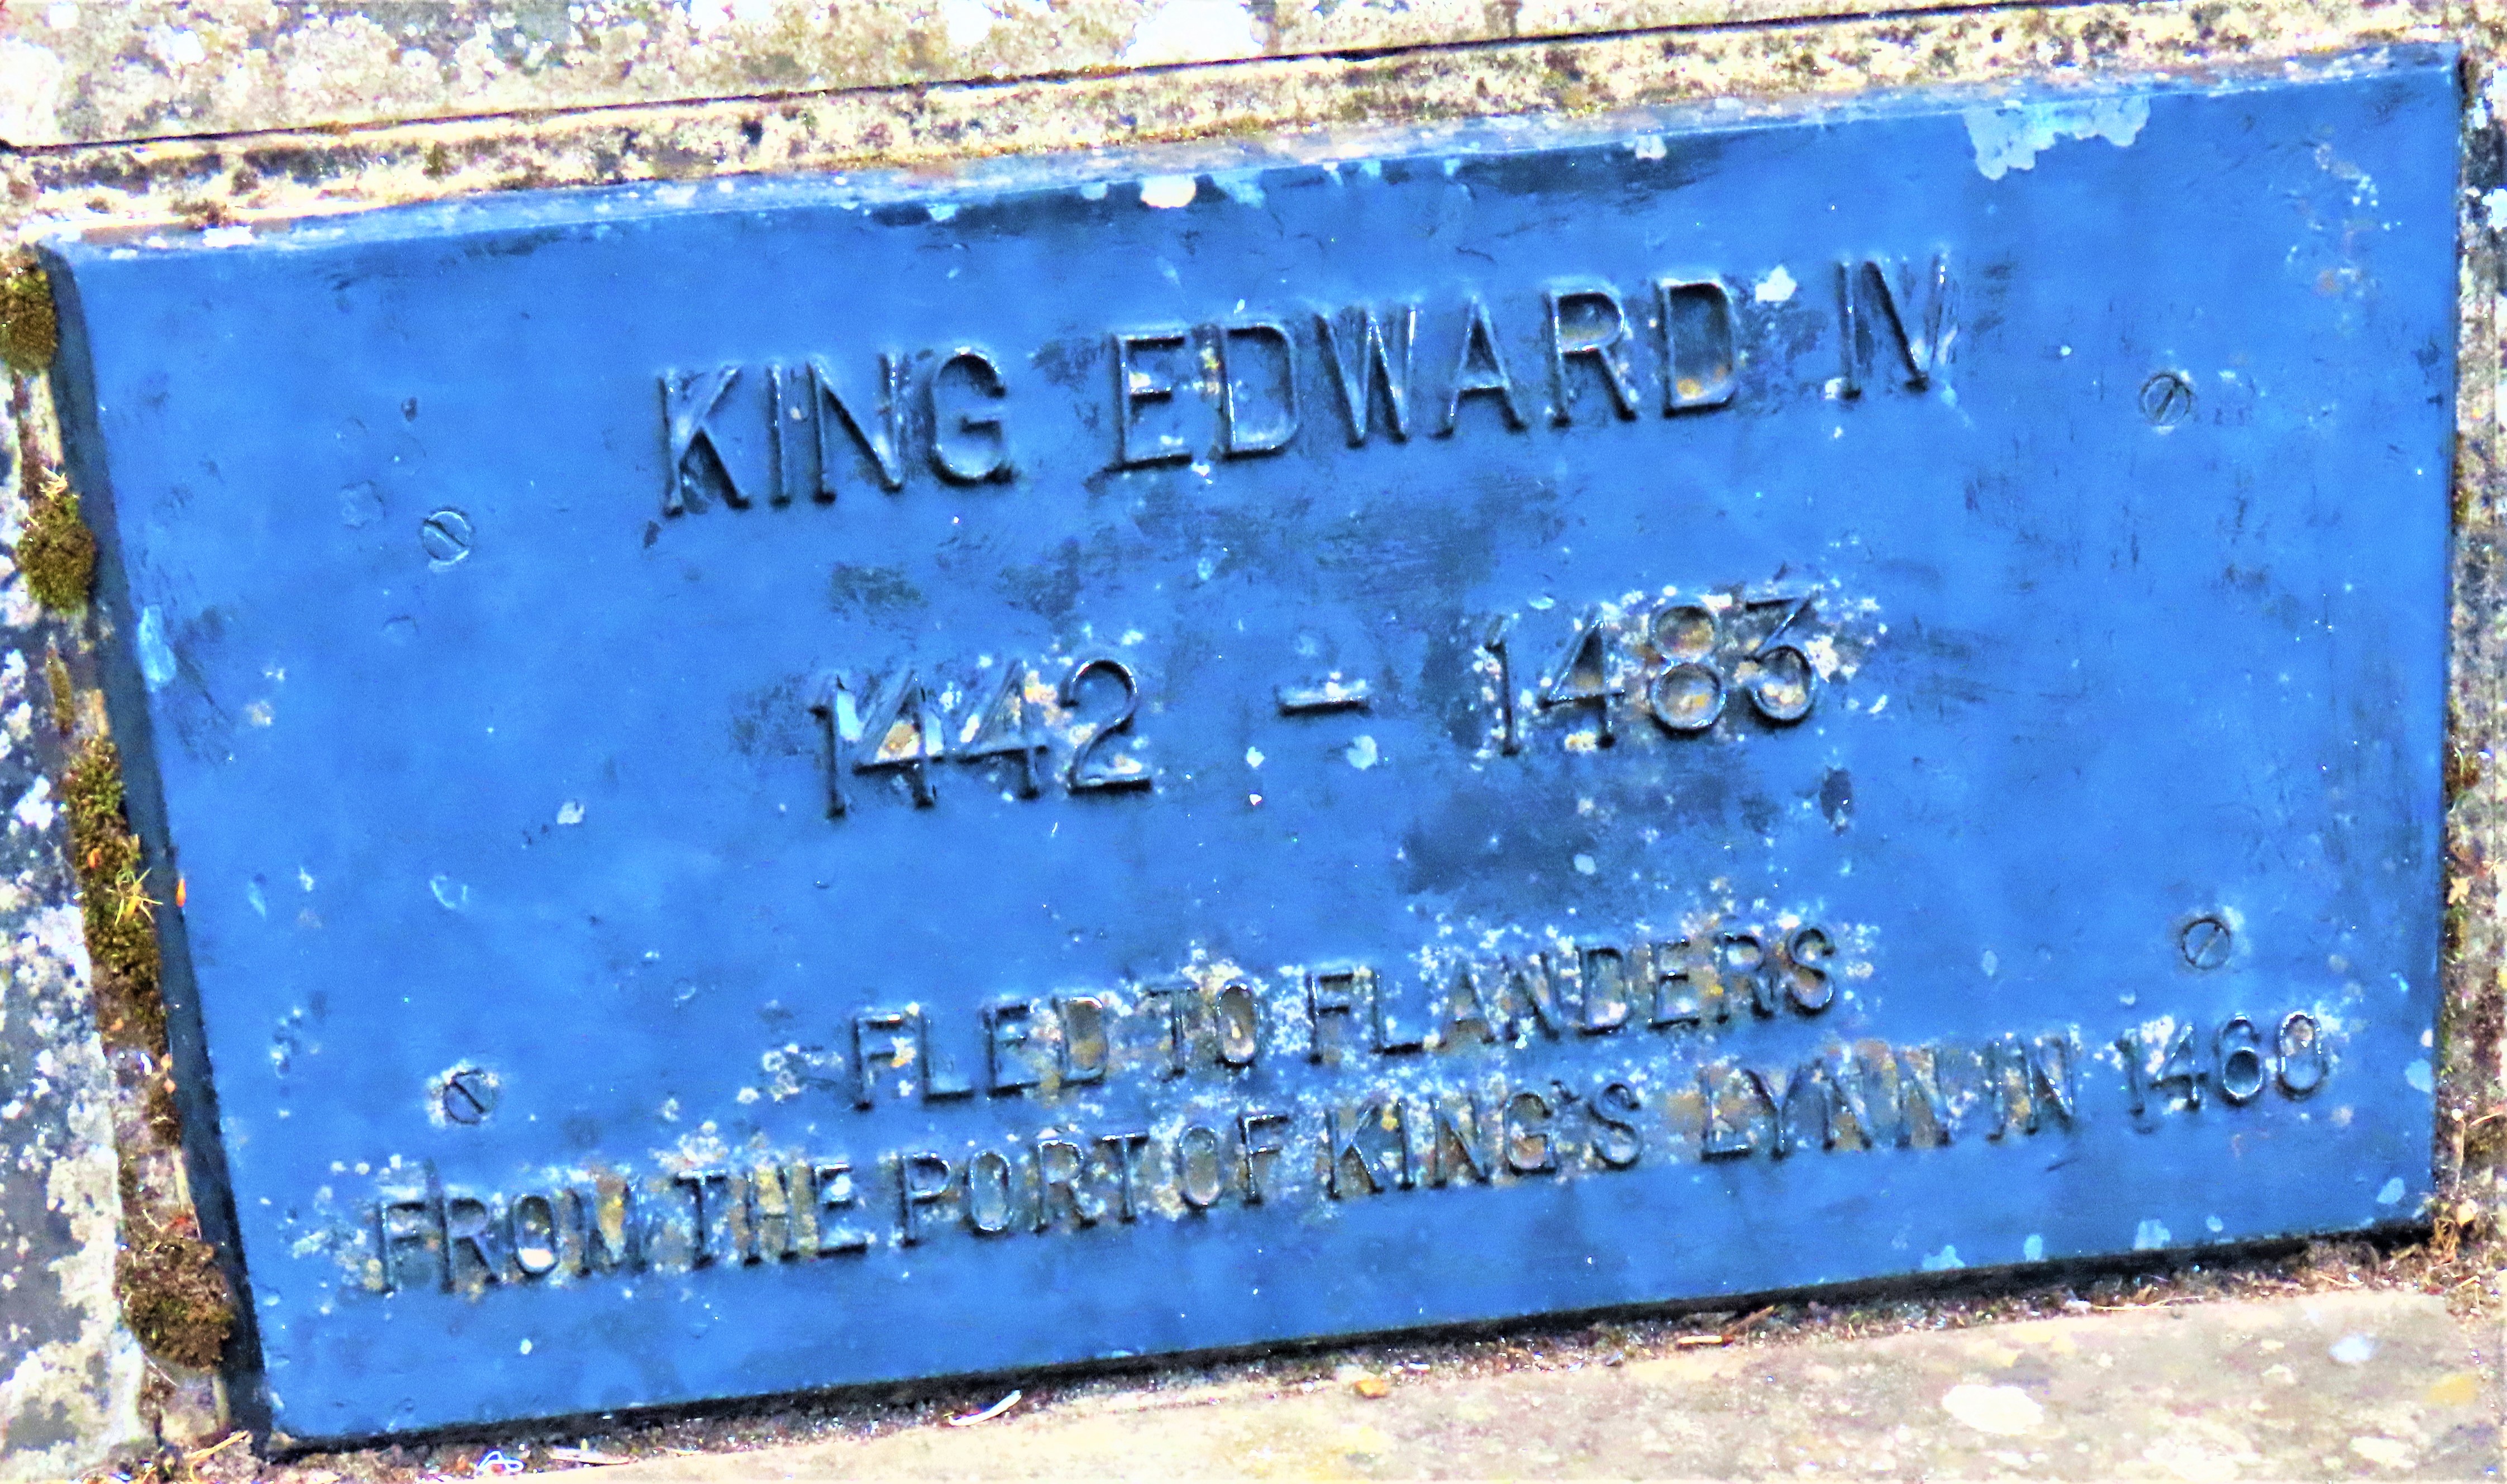 KING EDWARD IV
1442 - 1483
FLED TO FLANDERS
FROM THE PORT OF KING'S LYNN IN 1460